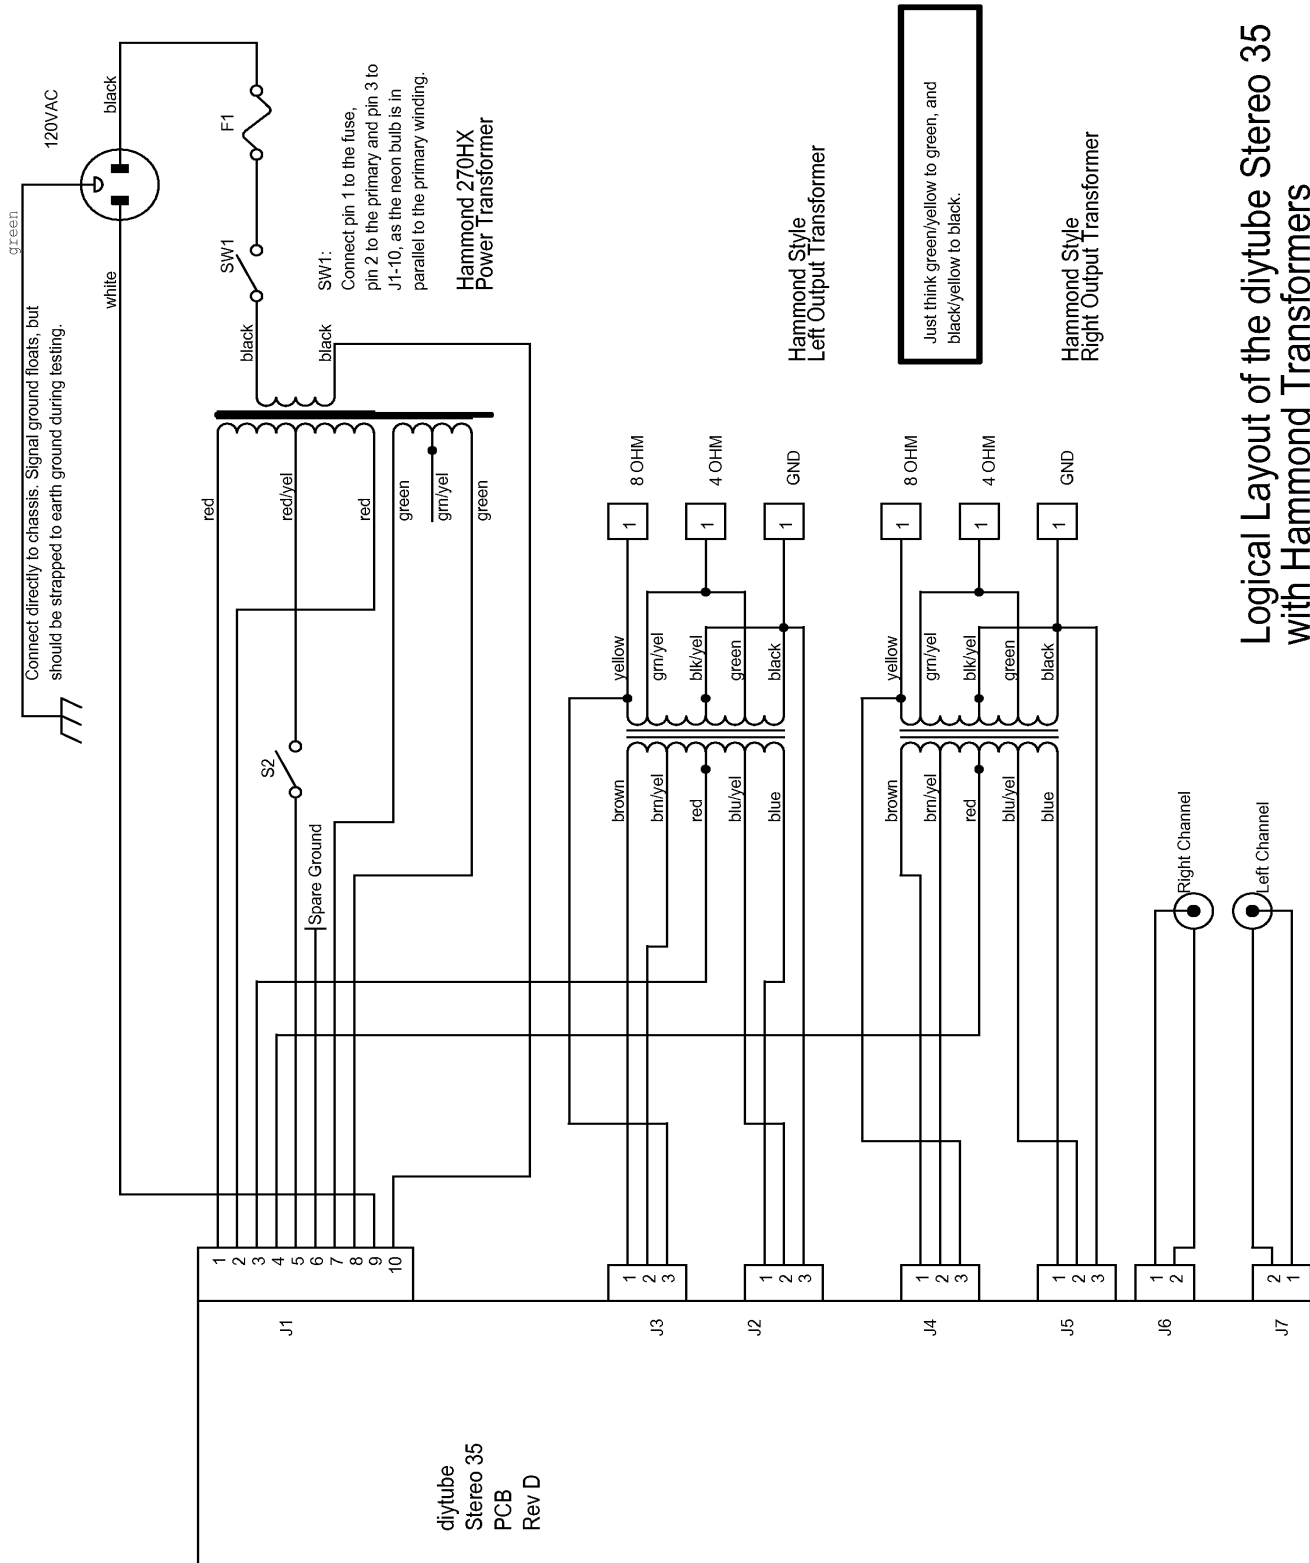 green
Connect directly to chassis. Signal ground floats, but
should be strapped to earth ground during testing.
120VAC
black
white
F1
SW1
black
black
SW1:
Connect pin 1 to the fuse,
pin 2 to the primary and pin 3 to
J1-10, as the neon bulb is in
parallel to the primary winding.
Hammond 270HX
Power Transformer
red
red/yel
red
green
grn/yel
green
S2
Spare Ground
1
2
3
4
5
6
7
8
9
10
J1
diytube
Stereo 35
PCB
Rev D
8 OHM
4 OHM
GND
1
1
1
yellow
grn/yel
blk/yel
green
black
brown
brn/yel
red
blu/yel
blue
1
2
3
J3
1
2
3
J2
Hammond Style
Left Output Transformer
Just think green/yellow to green, and
black/yellow to black.
Hammond Style
Right Output Transformer
8 OHM
4 OHM
GND
1
1
1
yellow
grn/yel
blk/yel
green
black
brown
brn/yel
red
blu/yel
blue
1
2
3
J4
1
2
3
J5
Right Channel
Left Channel
1
2
J6
2
1
J7
Logical Layout of the diytube Stereo 35
with Hammond Transformers